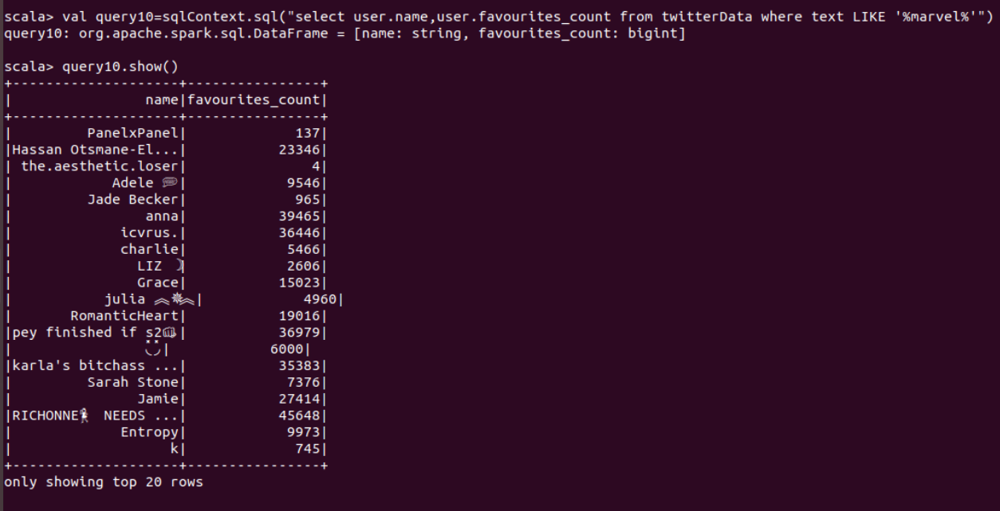 scala> val query10=sqlContext.sql("select user.name,user.favourites_count from twitterData where text LIKE '%marvel%'")
query10: org.apache.spark.sql.DataFrame = [name: string, favourites_count: bigint]
scala> query10.show()
+--------------------+----------------+
|                name|favourites_count|
+--------------------+----------------+
|          PanelxPanel|             137|
|Hassan Otsmane-El...|           23346|
| the.aesthetic.loser|               4|
|             Adele 💬|            9546|
|         Jade Becker|             965|
|                anna|           39465|
|             icvrus.|           36446|
|             charlie|            5466|
|               LIZ ☽|            2606|
|               Grace|           15023|
|           julia ︽✵︽|            4960|
|       RomanticHeart|           19016|
|pey finished if s2👊|           36979|
|                  |            6000|
|karla's bitchass ...|           35383|
|         Sarah Stone|            7376|
|               Jamie|           27414|
|RICHONNE  NEEDS ...|           45648|
|             Entropy|            9973|
|                   k|             745|
+--------------------+----------------+
only showing top 20 rows